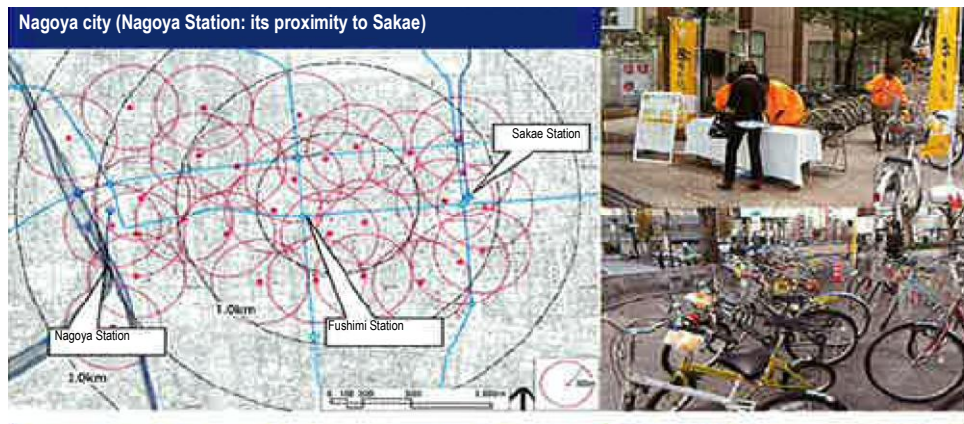 Nagoya city (Nagoya Station: its proximity to Sakae)
Sakae Station
1.0km
Fushimi Station
Nagoya Station
2.0km